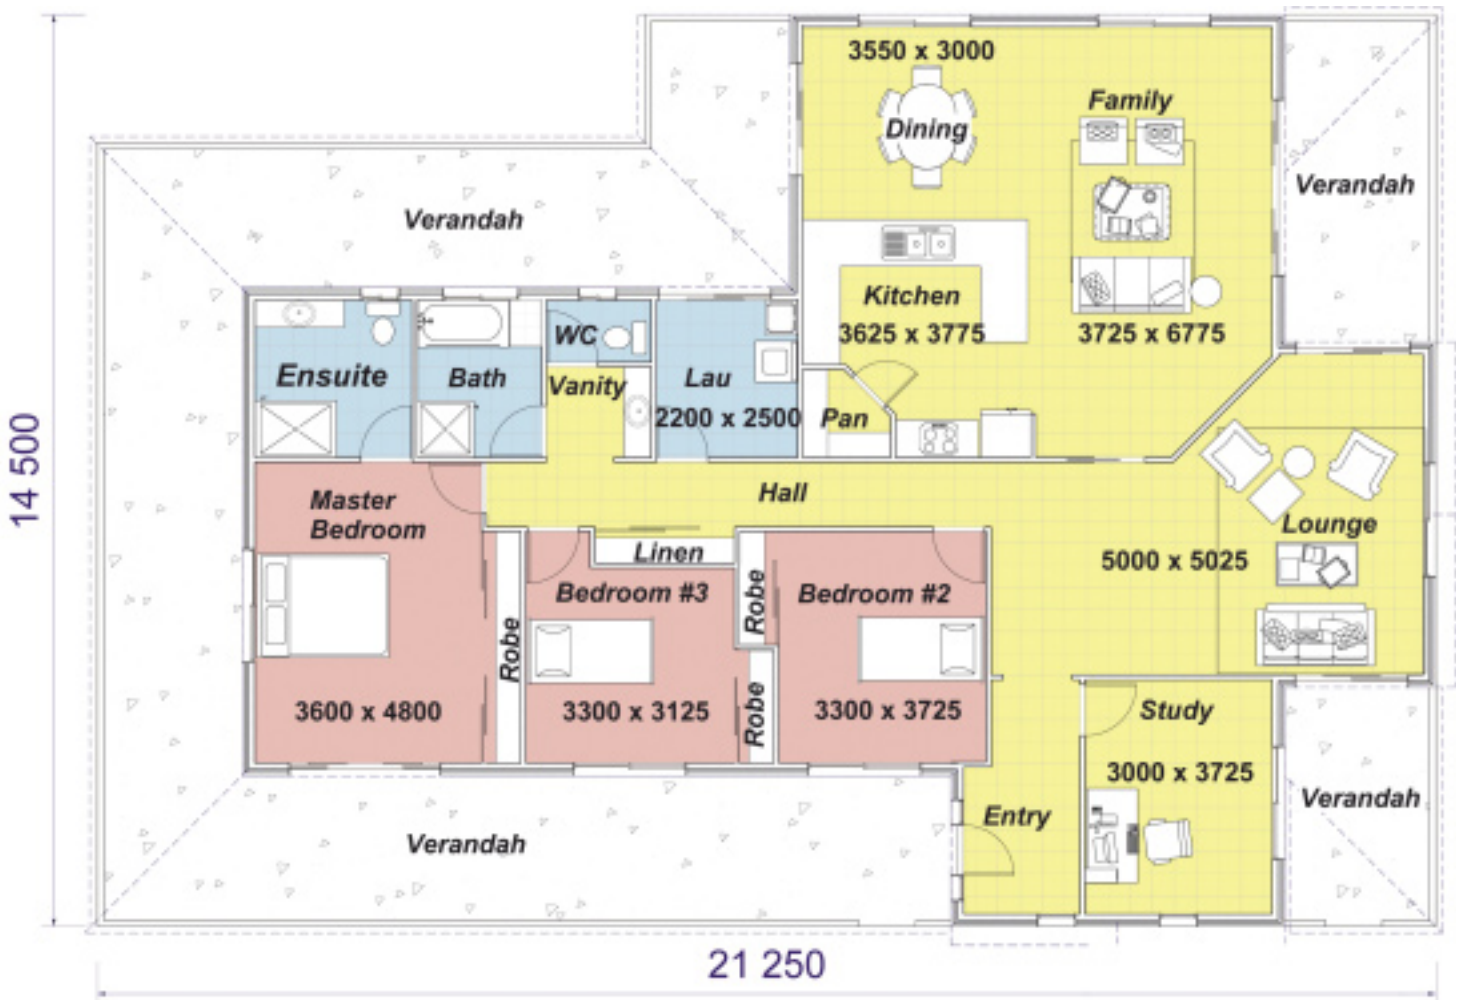 3550 x 3000
Family
Dining
Verandah
Verandah
Kitchen
3625 x 3775
3725 x 6775
WC
Ensuite
Bath
Vanity
Lau
2200 x 2500
Pan
14 500
Master
Bedroom
Hall
Lounge
5000 x 5025
Linen
Bedroom #3
Robe
Bedroom #2
Robe
3600 x 4800
3300 x 3125
Robe
3300 x 3725
Study
3000 x 3725
Verandah
Entry
Verandah
21 250